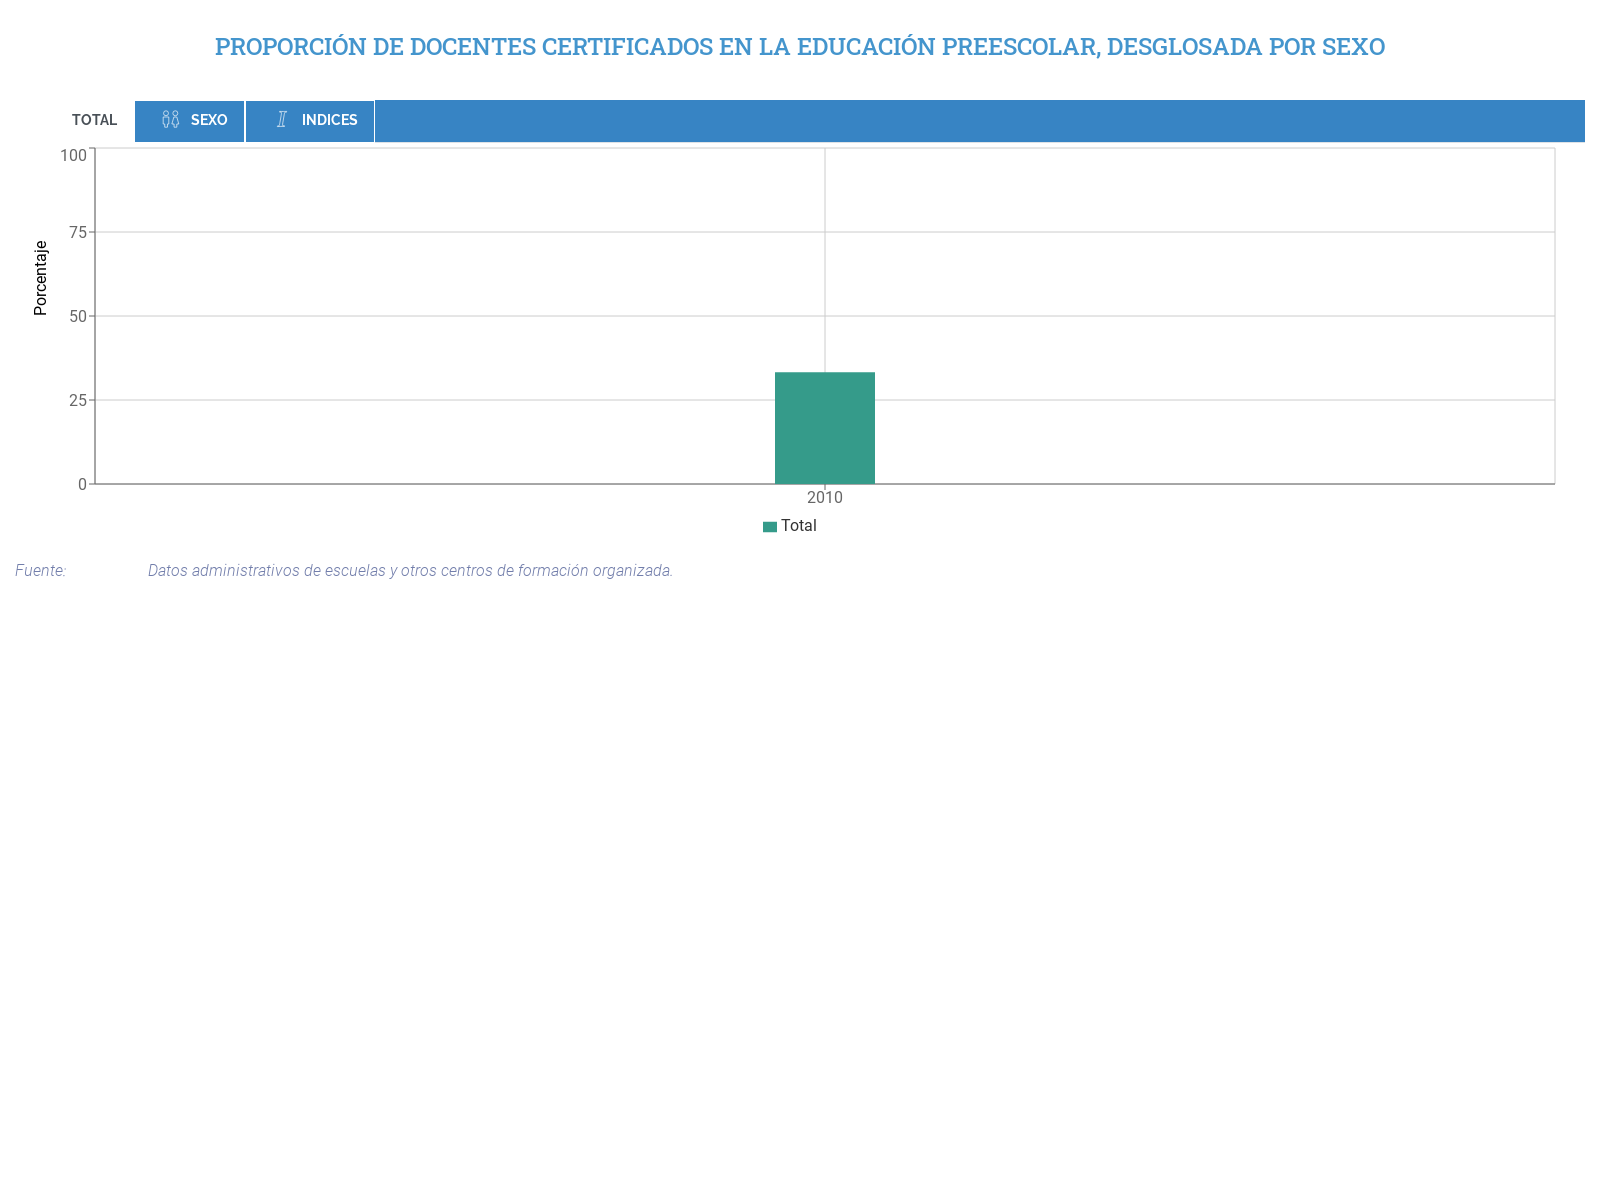 PROPORCIÓN DE DOCENTES CERTIFICADOS EN LA EDUCACIÓN PREESCOLAR, DESGLOSADA POR SEXO
TOTAL SEXO INDICES
100
75
50
25
0
Porcentaje
2010
Total
Fuente: Datos administrativos de escuelas y otros centros de formación organizada.